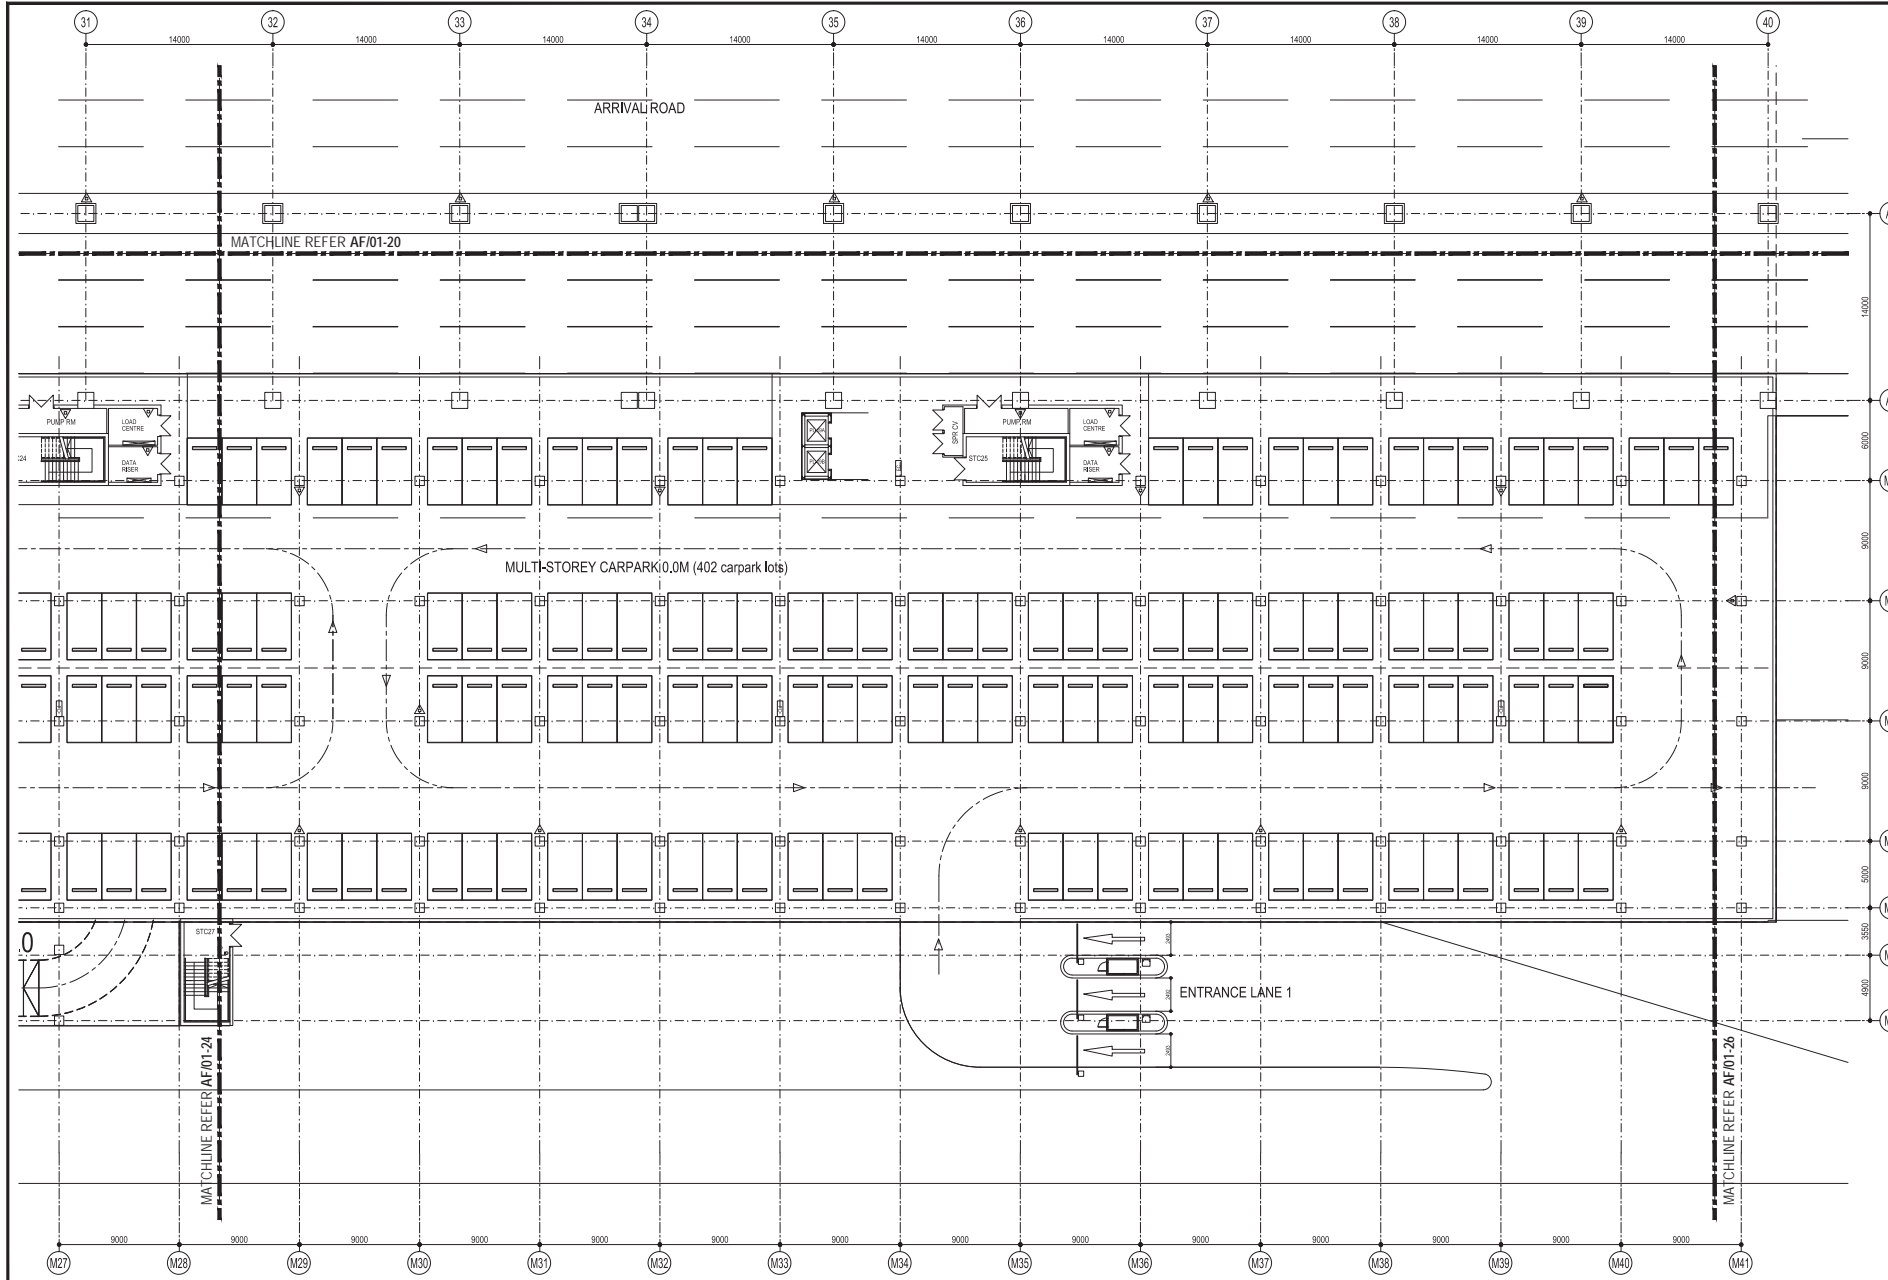 31 32 33 34 35 36 37 38 39 40
14000 14000 14000 14000 14000 14000 14000 14000 14000
ARRIVAL ROAD
MATCHLINE REFER AF/01-20
14000
PUMP RM
LOAD
CENTRE
DATA
RISER
SPR CV
PUMP RM
STC25
LOAD
CENTRE
DATA
RISER
6000
9000
MULTI-STOREY CARPARK 0.0M (402 carpark lots)
9000
9000
5000
STC27
3550
4900
2493
2492
2493
ENTRANCE LANE 1
.0
MATCHLINE REFER AF/01-24
MATCHLINE REFER AF/01-26
9000 9000 9000 9000 9000 9000 9000 9000 9000 9000 9000 9000 9000 9000
M27 M28 M29 M30 M31 M32 M33 M34 M35 M36 M37 M38 M39 M40 M41